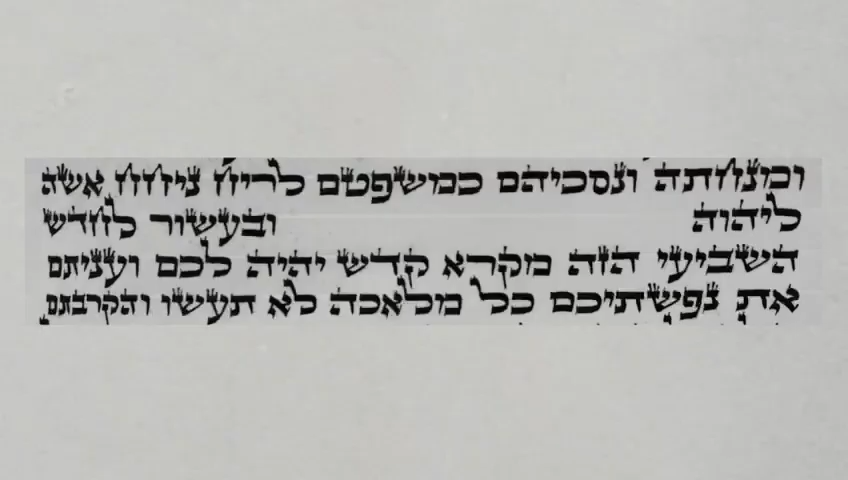 ומנחתה ונסכיהם כמשפטם לריח ניחח אשה
ליהוה ובעשור לחדש
השביעי הזה מקרא קדש יהיה לכם ועניתם
את נפשתיכם כל מלאכה לא תעשו והקרבתם